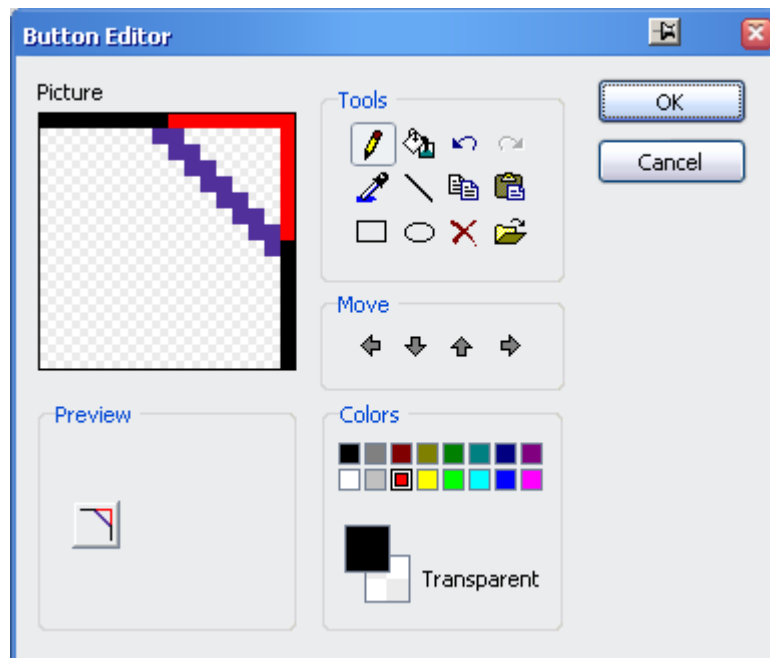 Button Editor
Picture
Tools
OK
Cancel
Move
Preview
Colors
Transparent